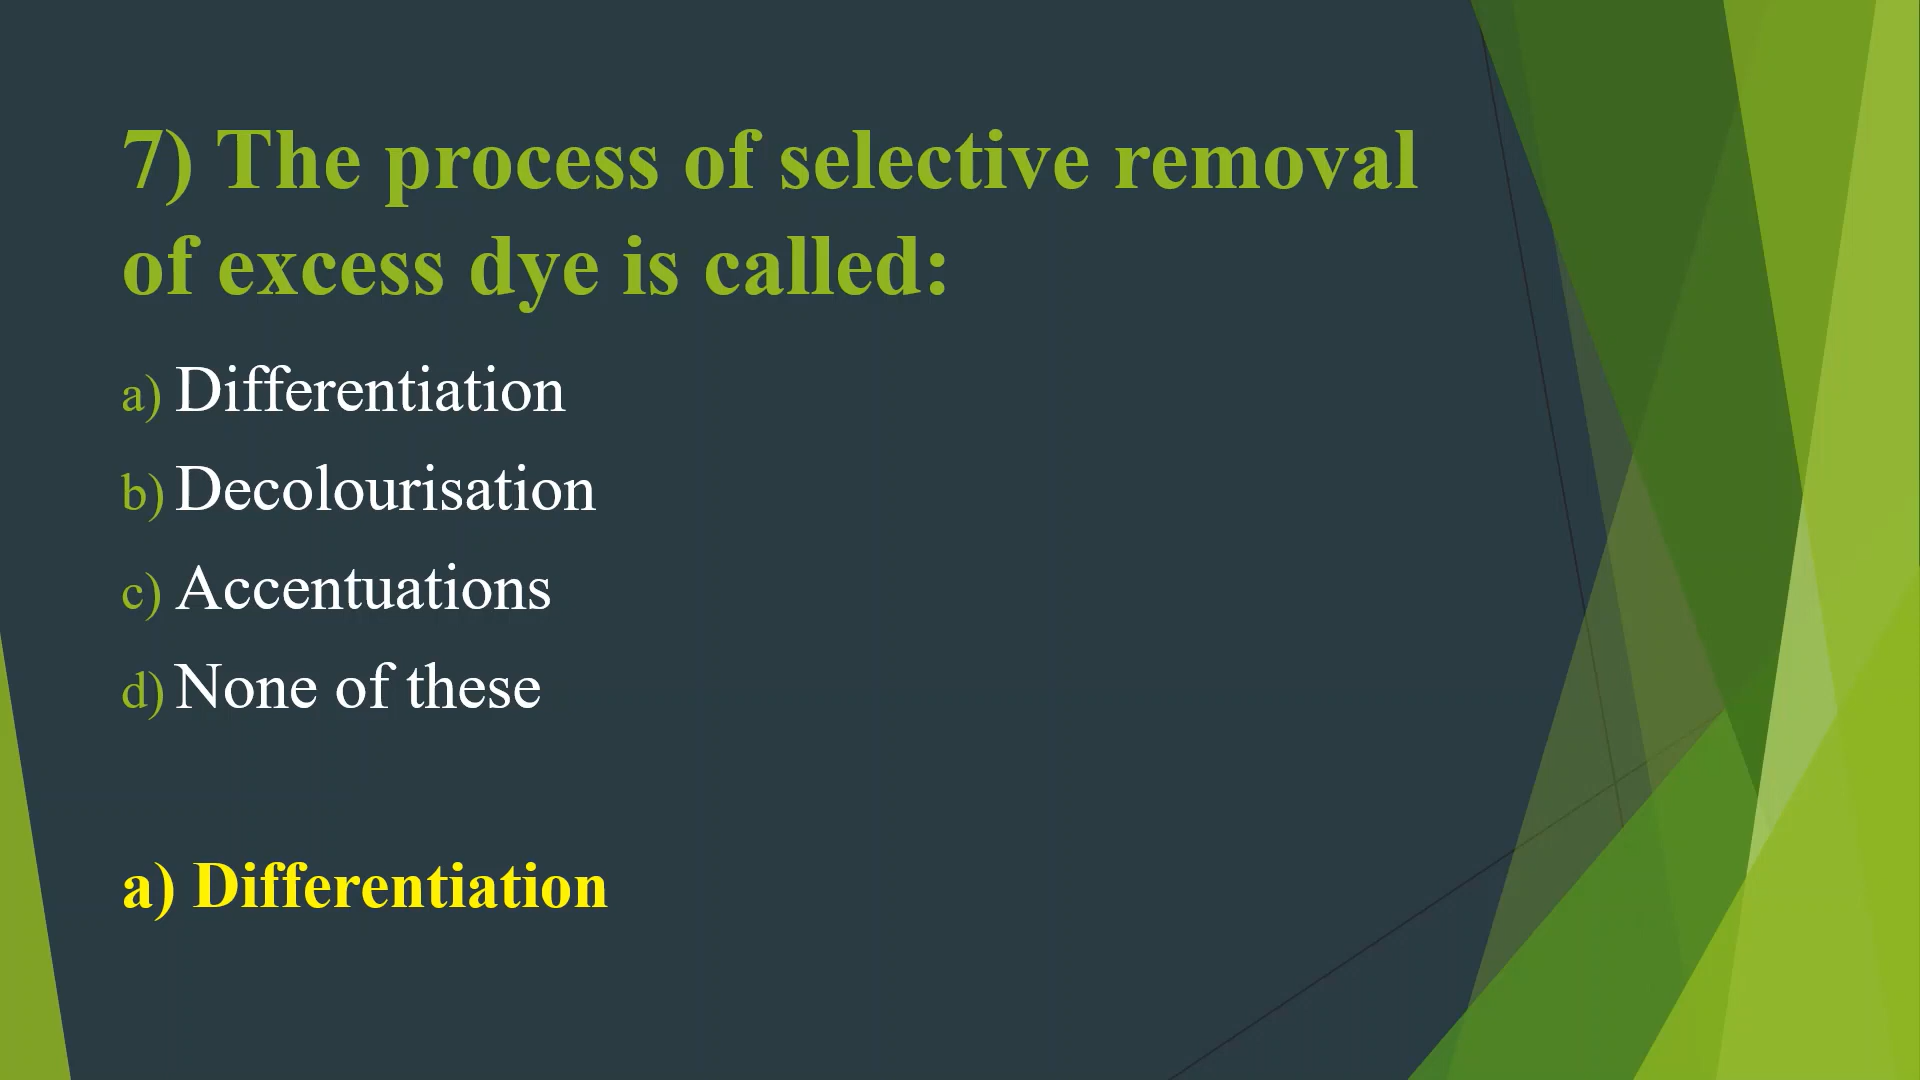 7) The process of selective removal
of excess dye is called:
a) Differentiation
b) Decolourisation
c) Accentuations
d) None of these
a) Differentiation